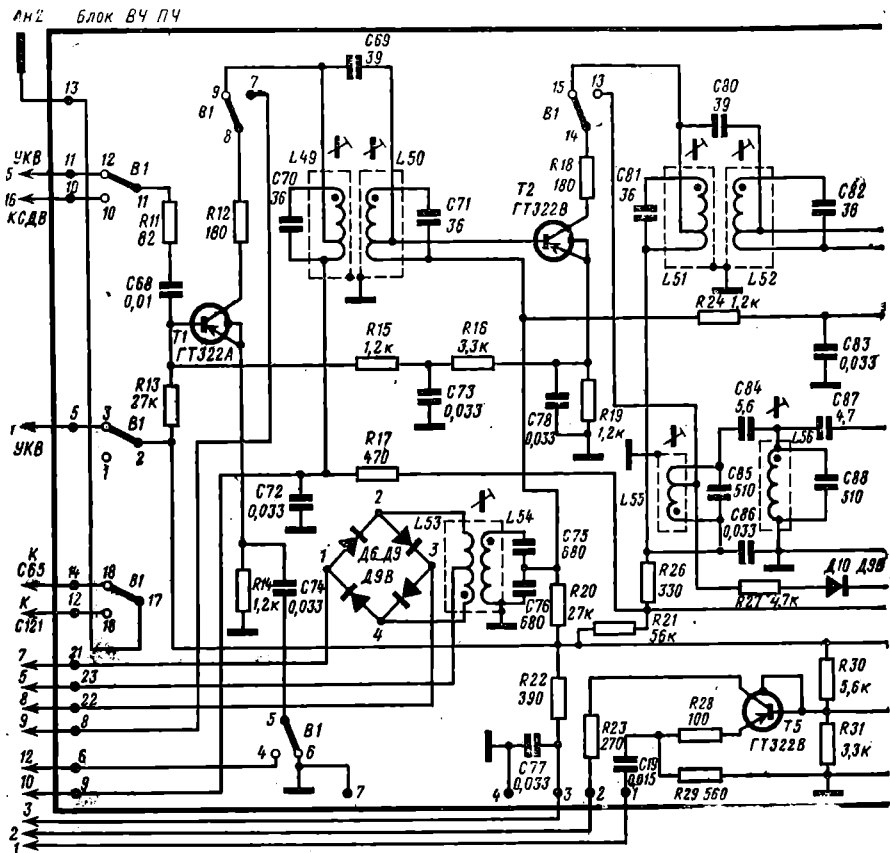 Ан2 Блок ВЧ ПЧ
13
УКВ
5
11
12
В1
11
10
16
КСДВ
10
R11
82
R12
180
9
7
В1
8
С69
39
L49
L50
С70
36
С71
36
15
13
В1
14
R18
180
Т2
ГТ322В
С80
39
С81
36
С82
36
L51
L52
R24 1,2к
С68
0,01
Т1
ГТ322А
R15
1,2к
R16
3,3к
С73
0,033
С78
0,033
R19
1,2к
С83
0,033
3
R13
27к
1
УКВ
5
3
В1
2
1
R17
470
С72
0,033
С84
5,6
С87
4,7
L56
L55
С85
510
С88
510
С86
0,033
К
С65
14
18
В1
17
К
С121
12
16
R14
1,2к
С74
0,033
2
Д6-Д9
1
3
Д9В
4
L53
L54
С75
680
С76
680
R20
27к
R26
330
R27 4,7к
Д10 Д9В
R21
56к
7
21
5
23
8
22
9
8
12
6
10
9
3
2
1
5
В1
4
6
7
R22
390
С77
0,033
4
3
2
1
R23
270
С19
0,015
R28
100
R29 560
Т5
ГТ322В
R30
5,6к
R31
3,3к